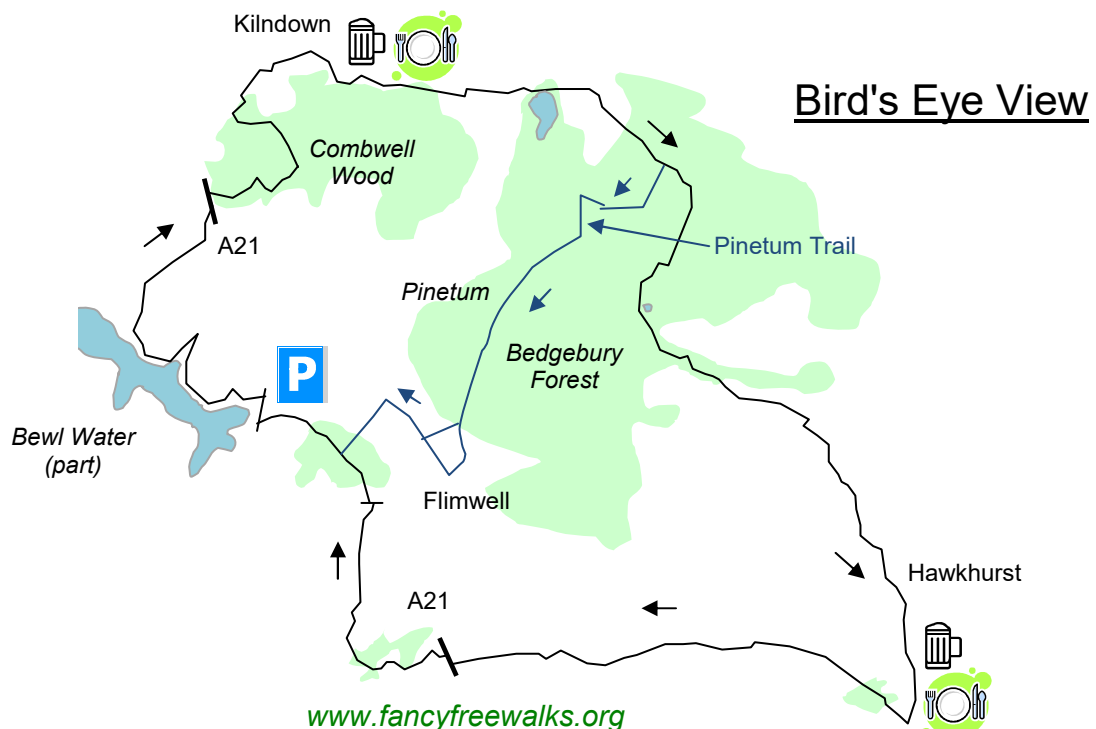 Kilndown
Bird's Eye View
Combwell
Wood
A21
Pinetum Trail
Pinetum
Bedgebury
Forest
P
Bewl Water
(part)
Flimwell
Hawkhurst
A21
www.fancyfreewalks.org